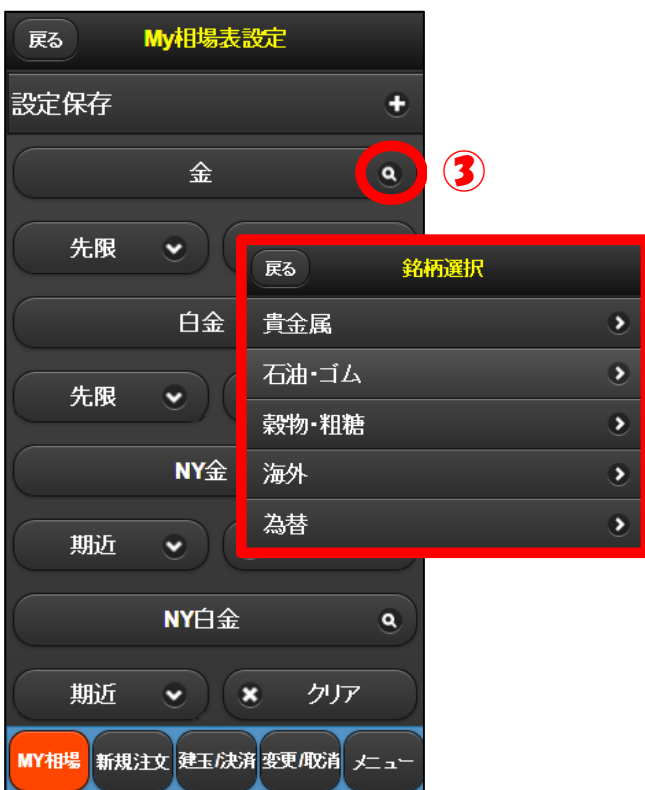 戻る My相場表設定
設定保存
金
③
先限
戻る 銘柄選択
白金
貴金属
石油・ゴム
先限
穀物・粗糖
NY金
海外
期近
為替
NY白金
期近 クリア
MY相場 新規注文 建玉/決済 変更/取消 メニュー